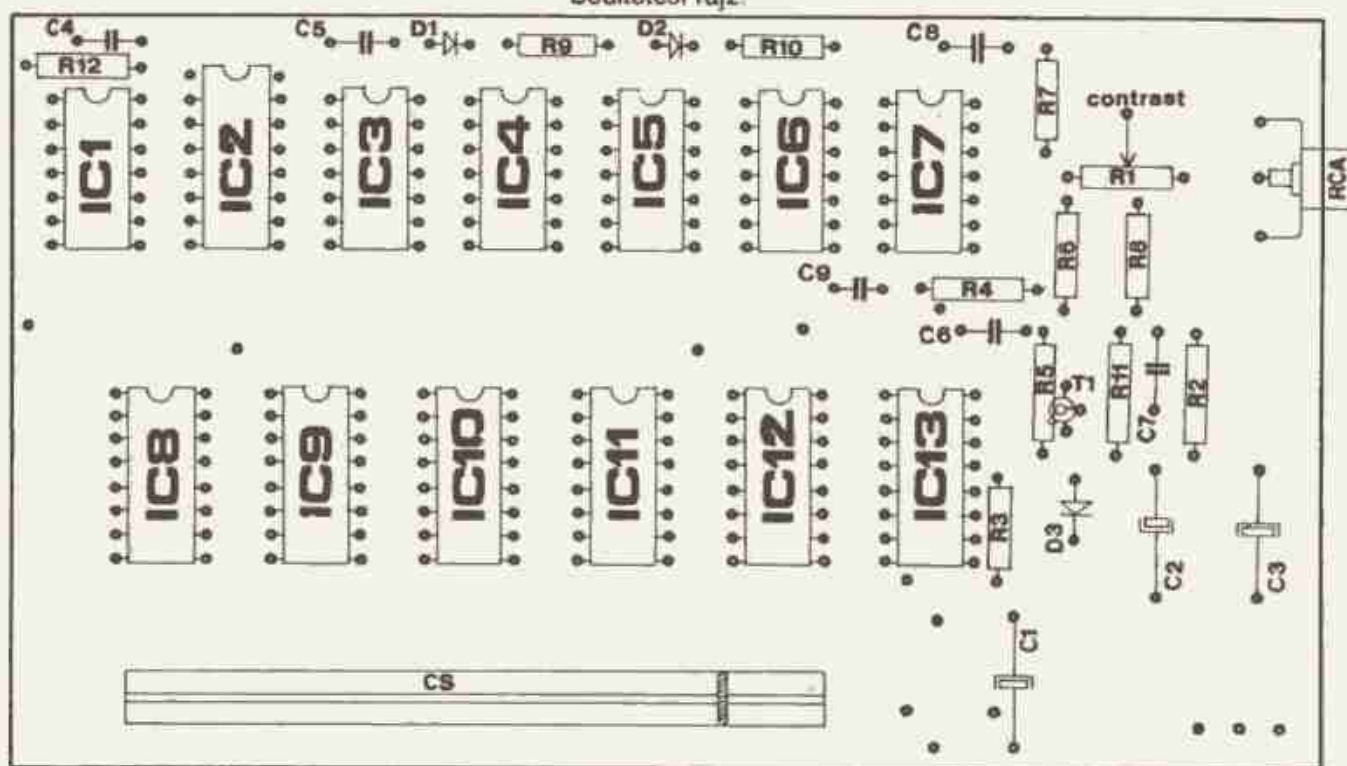 Beültetési rajz.
C4
C5
D1
R9
D2
R10
C8
R12
R7
contrast
IC1
IC2
IC3
IC4
IC5
IC6
IC7
R1
RCA
R6
R8
C9
R4
C6
R5
T1
R11
C7
R2
IC8
IC9
IC10
IC11
IC12
IC13
R3
D3
C2
C3
C1
CS